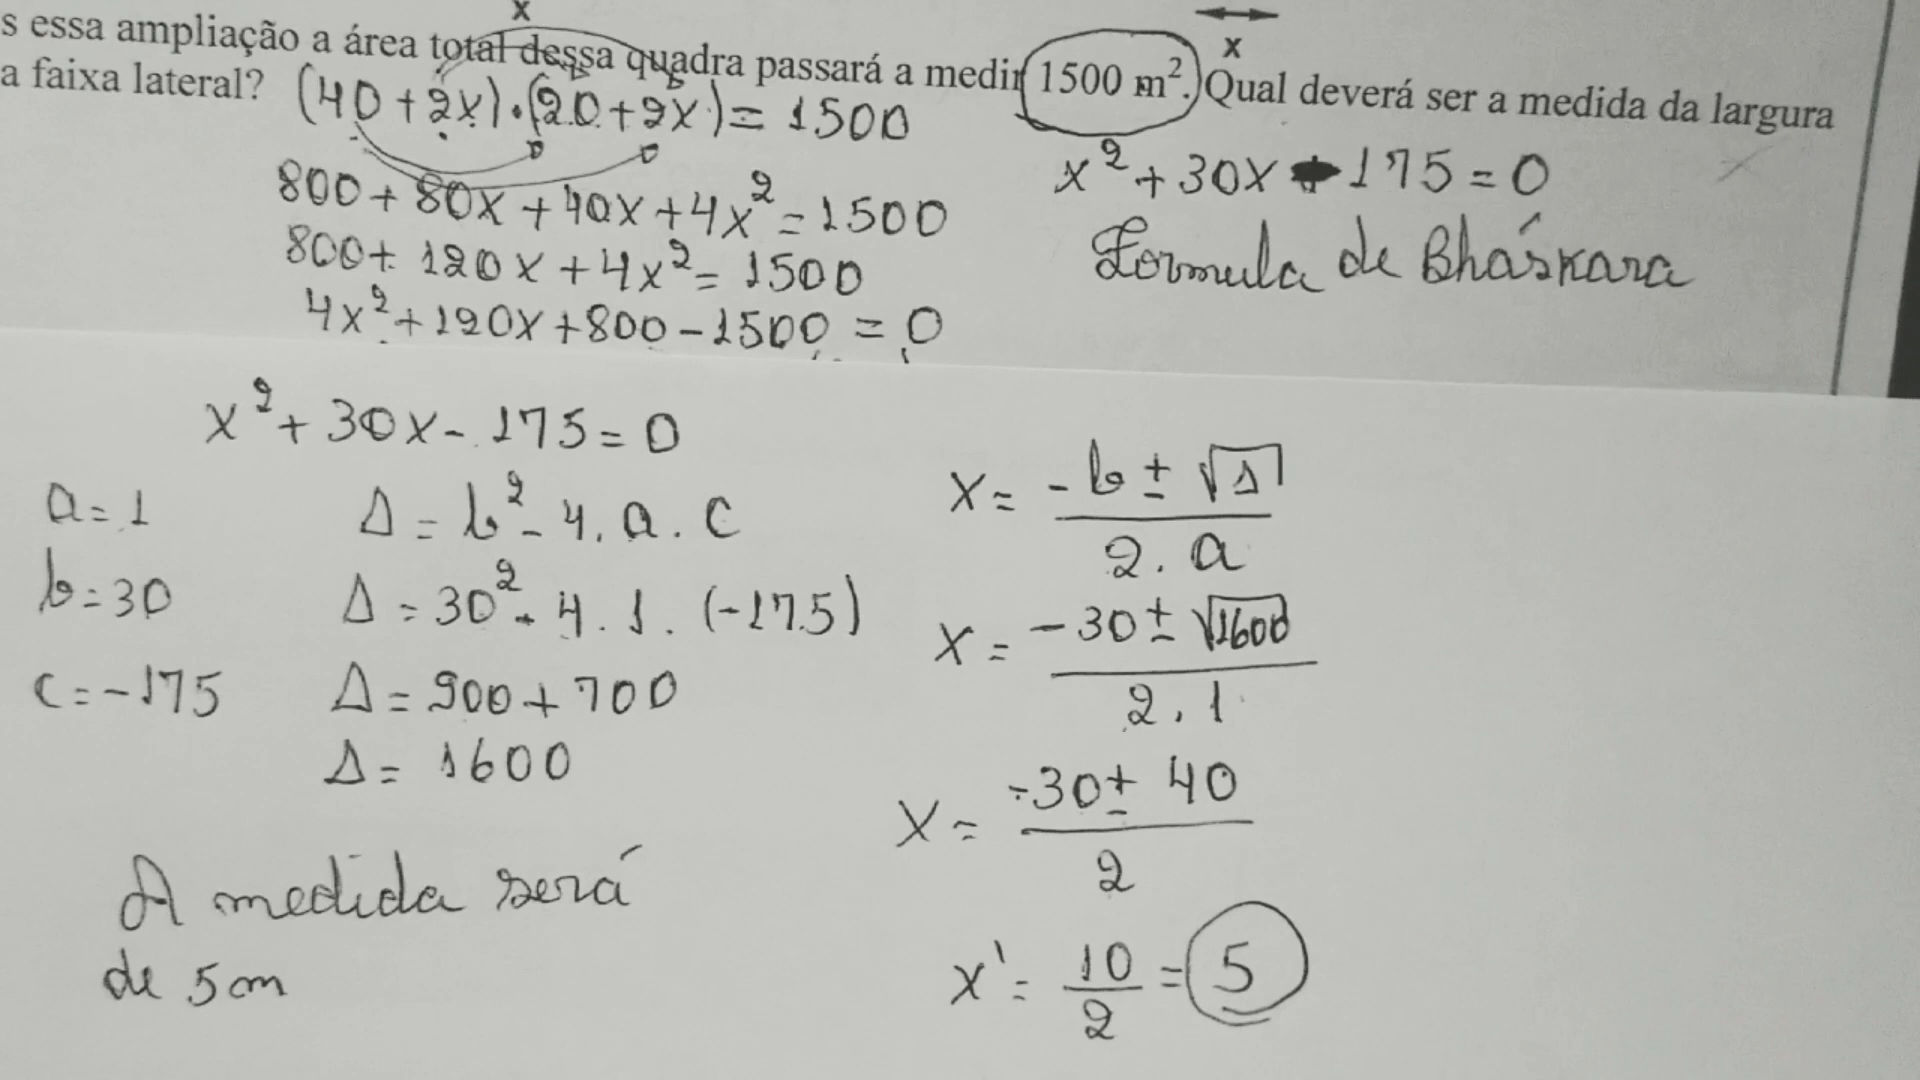 x
x
s essa ampliação a área total dessa quadra passará a medir 1500 m². Qual deverá ser a medida da largura
a faixa lateral?
(40+2x).(20+2x)=1500
800+80x+40x+4x²=1500
800+120x+4x²=1500
4x²+120x+800-1500=0
x²+30x-175=0
Formula de Bháskara
x²+30x-175=0
a=1
b=30
c=-175
Δ=b²-4.a.c
Δ=30²-4.1.(-175)
Δ=900+700
Δ=1600
A medida será
de 5cm
x= -b±√Δ / 2.a
x= -30±√1600 / 2.1
x= -30±40 / 2
x'= 10/2 = 5